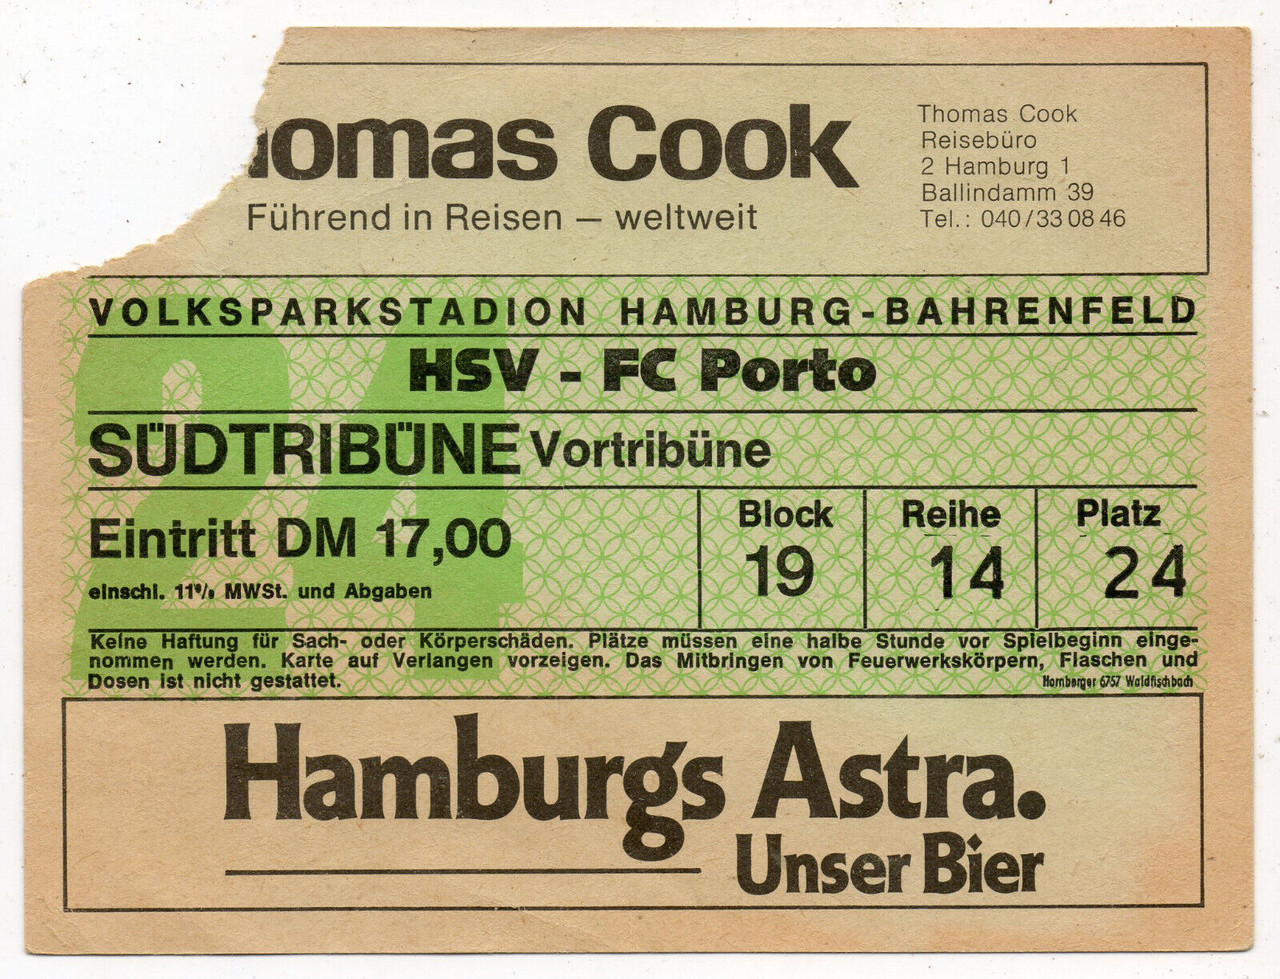 homas Cook
Führend in Reisen — weltweit
Thomas Cook
Reisebüro
2 Hamburg 1
Ballindamm 39
Tel.: 040/33 08 46
VOLKSPARKSTADION HAMBURG-BAHRENFELD
HSV - FC Porto
SÜDTRIBÜNE Vortribüne
Eintritt DM 17,00
einschl. 11% MWSt. und Abgaben
Block
19
Reihe
14
Platz
24
Keine Haftung für Sach- oder Körperschäden. Plätze müssen eine halbe Stunde vor Spielbeginn einge-
nommen werden. Karte auf Verlangen vorzeigen. Das Mitbringen von Feuerwerkskörpern, Flaschen und
Dosen ist nicht gestattet.
Hornberger 6757 Waldfischbach
24
Hamburgs Astra.
Unser Bier